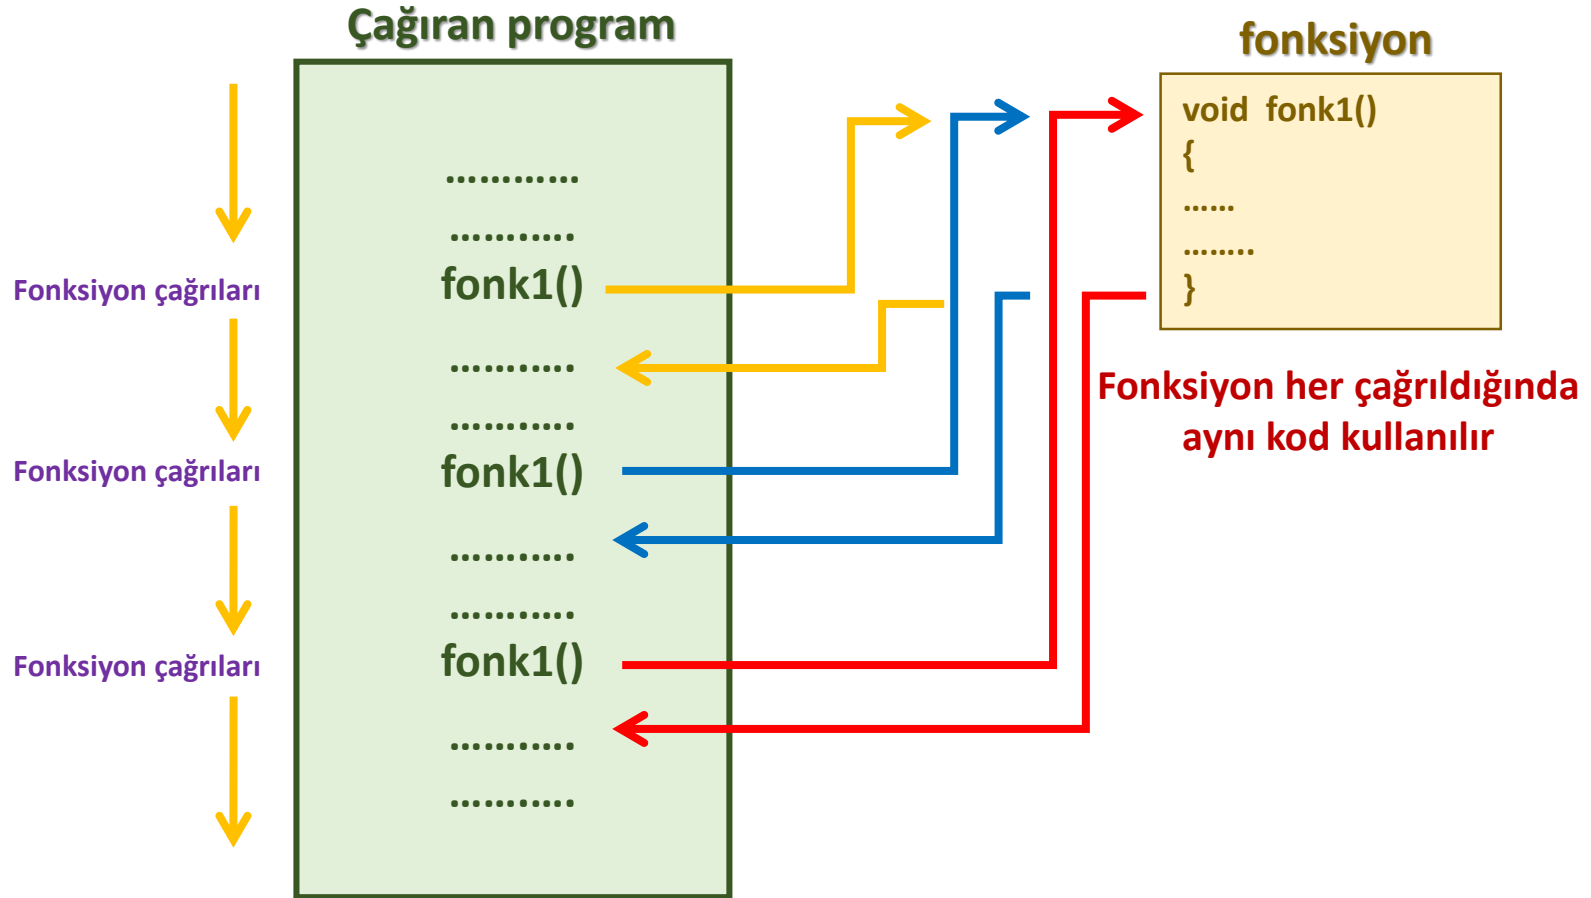 Çağıran program
…………
………..
Fonksiyon çağrıları
fonk1()
………..
………..
Fonksiyon çağrıları
fonk1()
………..
………..
Fonksiyon çağrıları
fonk1()
………..
………..
fonksiyon
void fonk1()
{
……
……..
}
Fonksiyon her çağrıldığında
aynı kod kullanılır